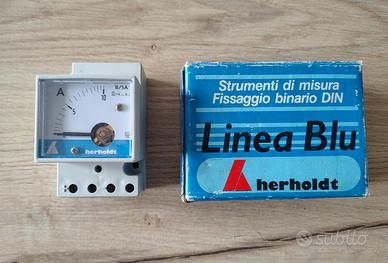 A
5
10
herholdt
Strumenti di misura
Fissaggio binario DIN
Linea Blu
herholdt
subito